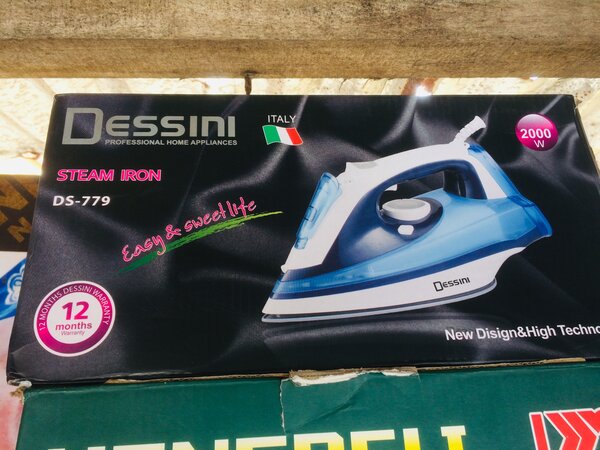 DESSINI
PROFESSIONAL HOME APPLIANCES
ITALY
2000
W
STEAM IRON
DS-779
Easy & sweet life
12 MONTHS DESSINI WARRANTY
12
months
Warranty
DESSINI
New Disign&High Techno